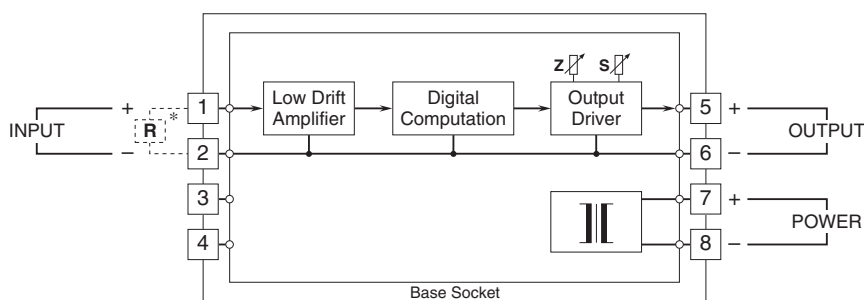 Z S
1 Low Drift Amplifier Digital Computation Output Driver 5
+ * +
INPUT R OUTPUT
− 2 6 −
3 7 +
POWER
4 8 −
Base Socket